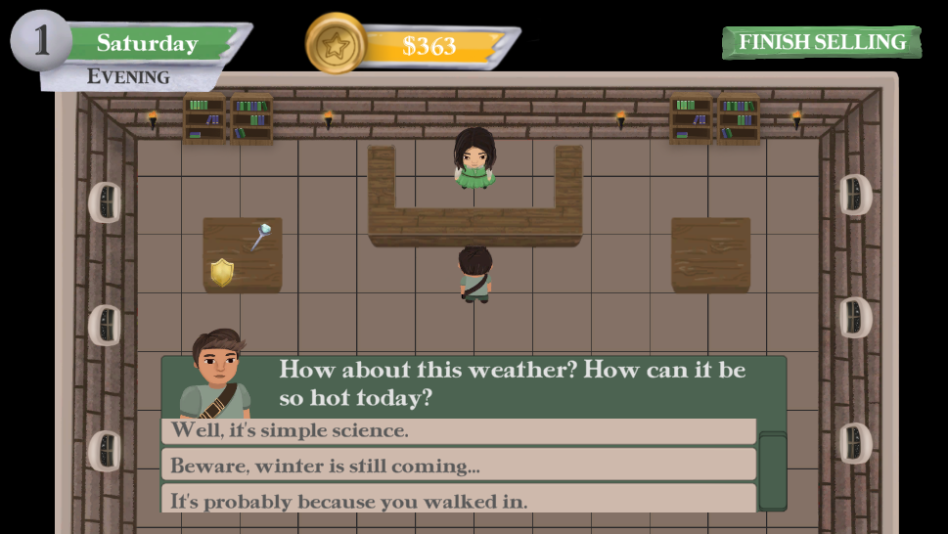 1
Saturday
EVENING
$363
FINISH SELLING
How about this weather? How can it be
so hot today?
Well, it's simple science.
Beware, winter is still coming...
It's probably because you walked in.